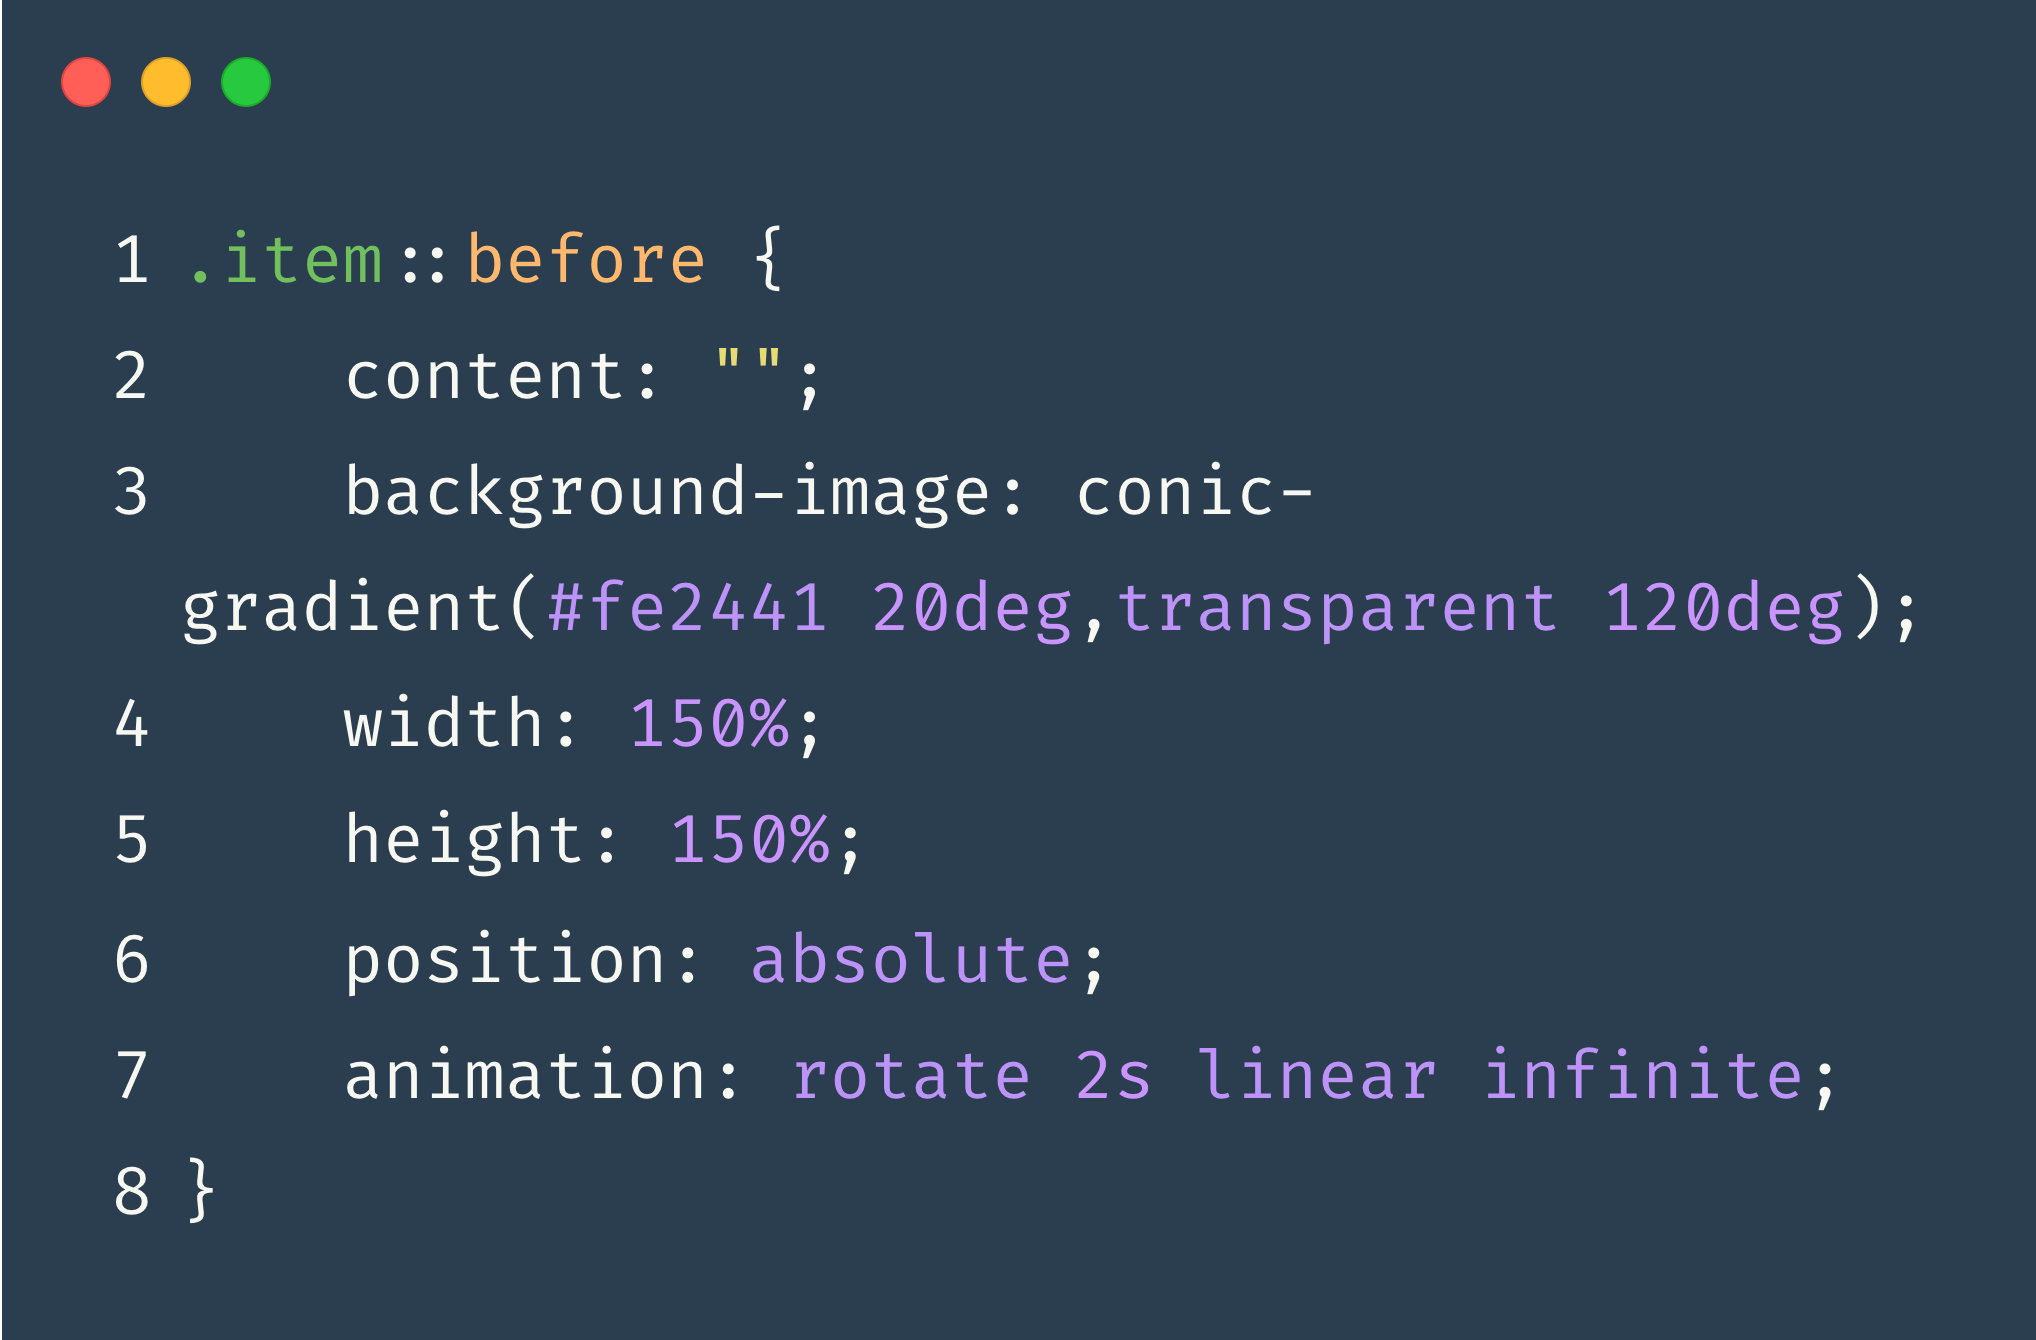 1 .item::before {
2     content: "";
3     background-image: conic-
gradient(#fe2441 20deg,transparent 120deg);
4     width: 150%;
5     height: 150%;
6     position: absolute;
7     animation: rotate 2s linear infinite;
8 }